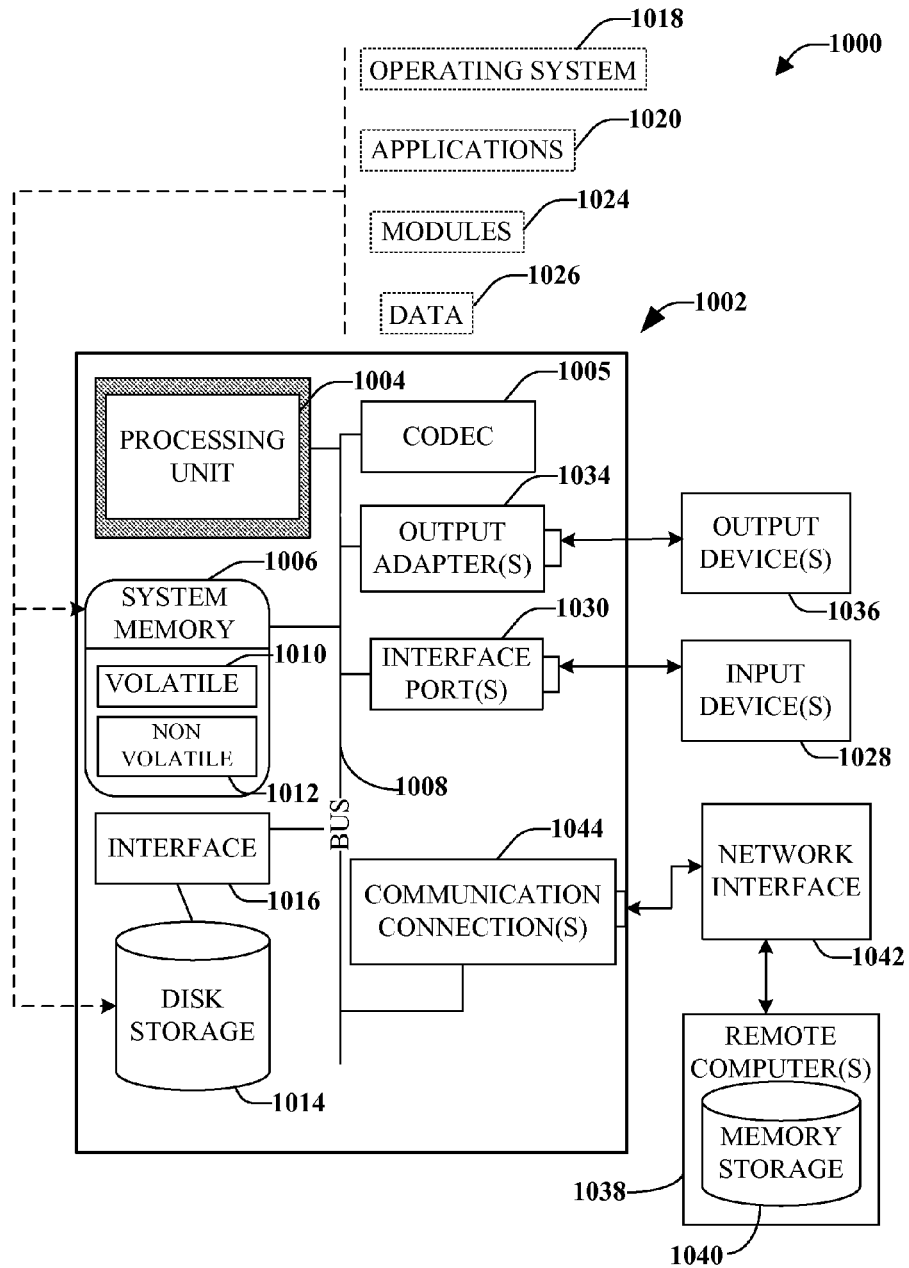 1018
1000
OPERATING SYSTEM
1020
APPLICATIONS
1024
MODULES
1026
DATA
1002
1004
PROCESSING
UNIT
1005
CODEC
1034
OUTPUT
ADAPTER(S)
OUTPUT
DEVICE(S)
1036
1006
SYSTEM
MEMORY
1010
VOLATILE
NON
VOLATILE
1012
1030
INTERFACE
PORT(S)
INPUT
DEVICE(S)
1028
1008
BUS
INTERFACE
1016
1044
COMMUNICATION
CONNECTION(S)
NETWORK
INTERFACE
1042
DISK
STORAGE
1014
REMOTE
COMPUTER(S)
MEMORY
STORAGE
1038
1040